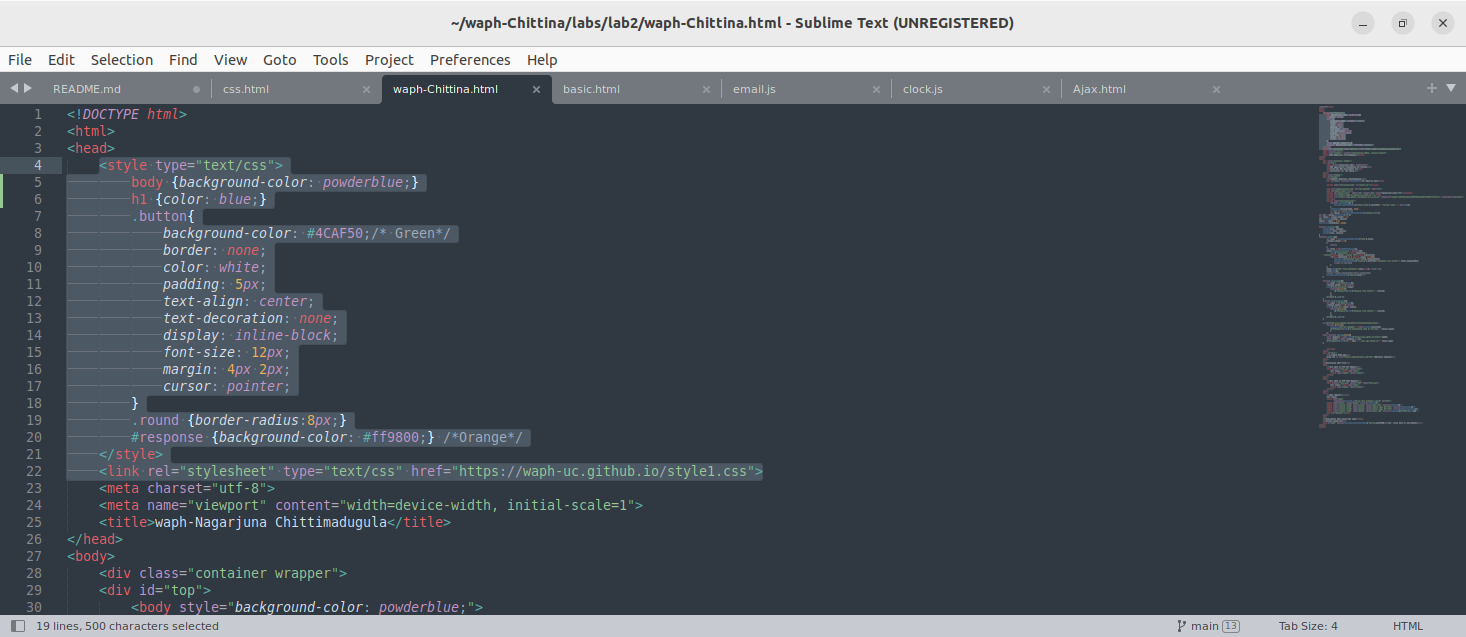 ~/waph-Chittina/labs/lab2/waph-Chittina.html - Sublime Text (UNREGISTERED)
File Edit Selection Find View Goto Tools Project Preferences Help
README.md css.html waph-Chittina.html basic.html email.js clock.js Ajax.html
1 <!DOCTYPE html>
2 <html>
3 <head>
4 <style type="text/css">
5 body {background-color: powderblue;}
6 h1 {color: blue;}
7 .button{
8 background-color: #4CAF50;/* Green*/
9 border: none;
10 color: white;
11 padding: 5px;
12 text-align: center;
13 text-decoration: none;
14 display: inline-block;
15 font-size: 12px;
16 margin: 4px 2px;
17 cursor: pointer;
18 }
19 .round {border-radius:8px;}
20 #response {background-color: #ff9800;} /*Orange*/
21 </style>
22 <link rel="stylesheet" type="text/css" href="https://waph-uc.github.io/style1.css">
23 <meta charset="utf-8">
24 <meta name="viewport" content="width=device-width, initial-scale=1">
25 <title>waph-Nagarjuna Chittimadugula</title>
26 </head>
27 <body>
28 <div class="container wrapper">
29 <div id="top">
30 <body style="background-color: powderblue;">
19 lines, 500 characters selected main 13 Tab Size: 4 HTML